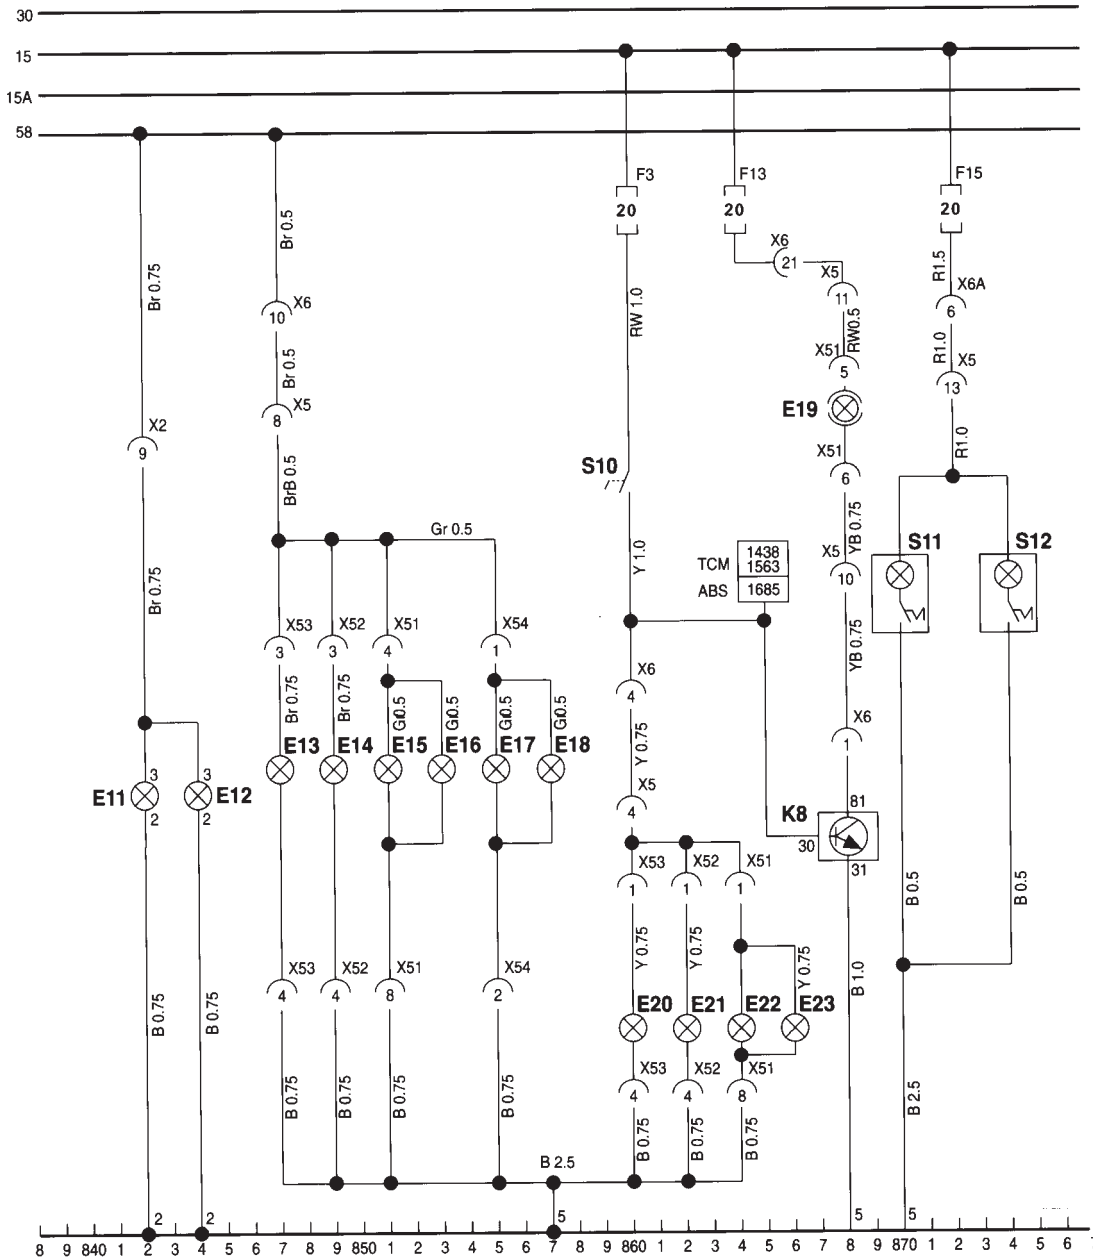 30
15
15A
58
F3 F13 F15
20 20 20
X6
21
X5
11
Br 0.75
Br 0.5
RW 1.0
RW0.5
R1.5
X6A
6
X6
10
R1.0
X5
13
Br 0.5
X51
5
E19
X5
8
X2
9
R1.0
BrB 0.5
S10
X51
6
Gr 0.5
Y 1.0
YB 0.75
TCM
1438
1563
ABS
1685
X5
10
S11 S12
Br 0.75
X53 X52 X51 X54
3 3 4 1
X6
4
YB 0.75
Br 0.75 Br 0.75 Gr0.5 Gr0.5 Gr0.5 Gr0.5
Y 0.75
X6
1
E13 E14 E15 E16 E17 E18
3 3
E11 E12
2 2
X5
4
81
K8
30
31
X53 X52 X51
1 1 1
B 0.5 B 0.5
Y 0.75 Y 0.75 Y 0.75
X53 X52 X51 X54
4 4 8 2
B 1.0
E20 E21 E22 E23
B 0.75 B 0.75
X53 X52 X51
4 4 8
B 0.75 B 0.75 B 0.75 B 0.75
B 0.75 B 0.75 B 0.75
B 2.5
B 2.5
2 2 5 5 5
8 9 840 1 2 3 4 5 6 7 8 9 850 1 2 3 4 5 6 7 8 9 860 1 2 3 4 5 6 7 8 9 870 1 2 3 4 5 6